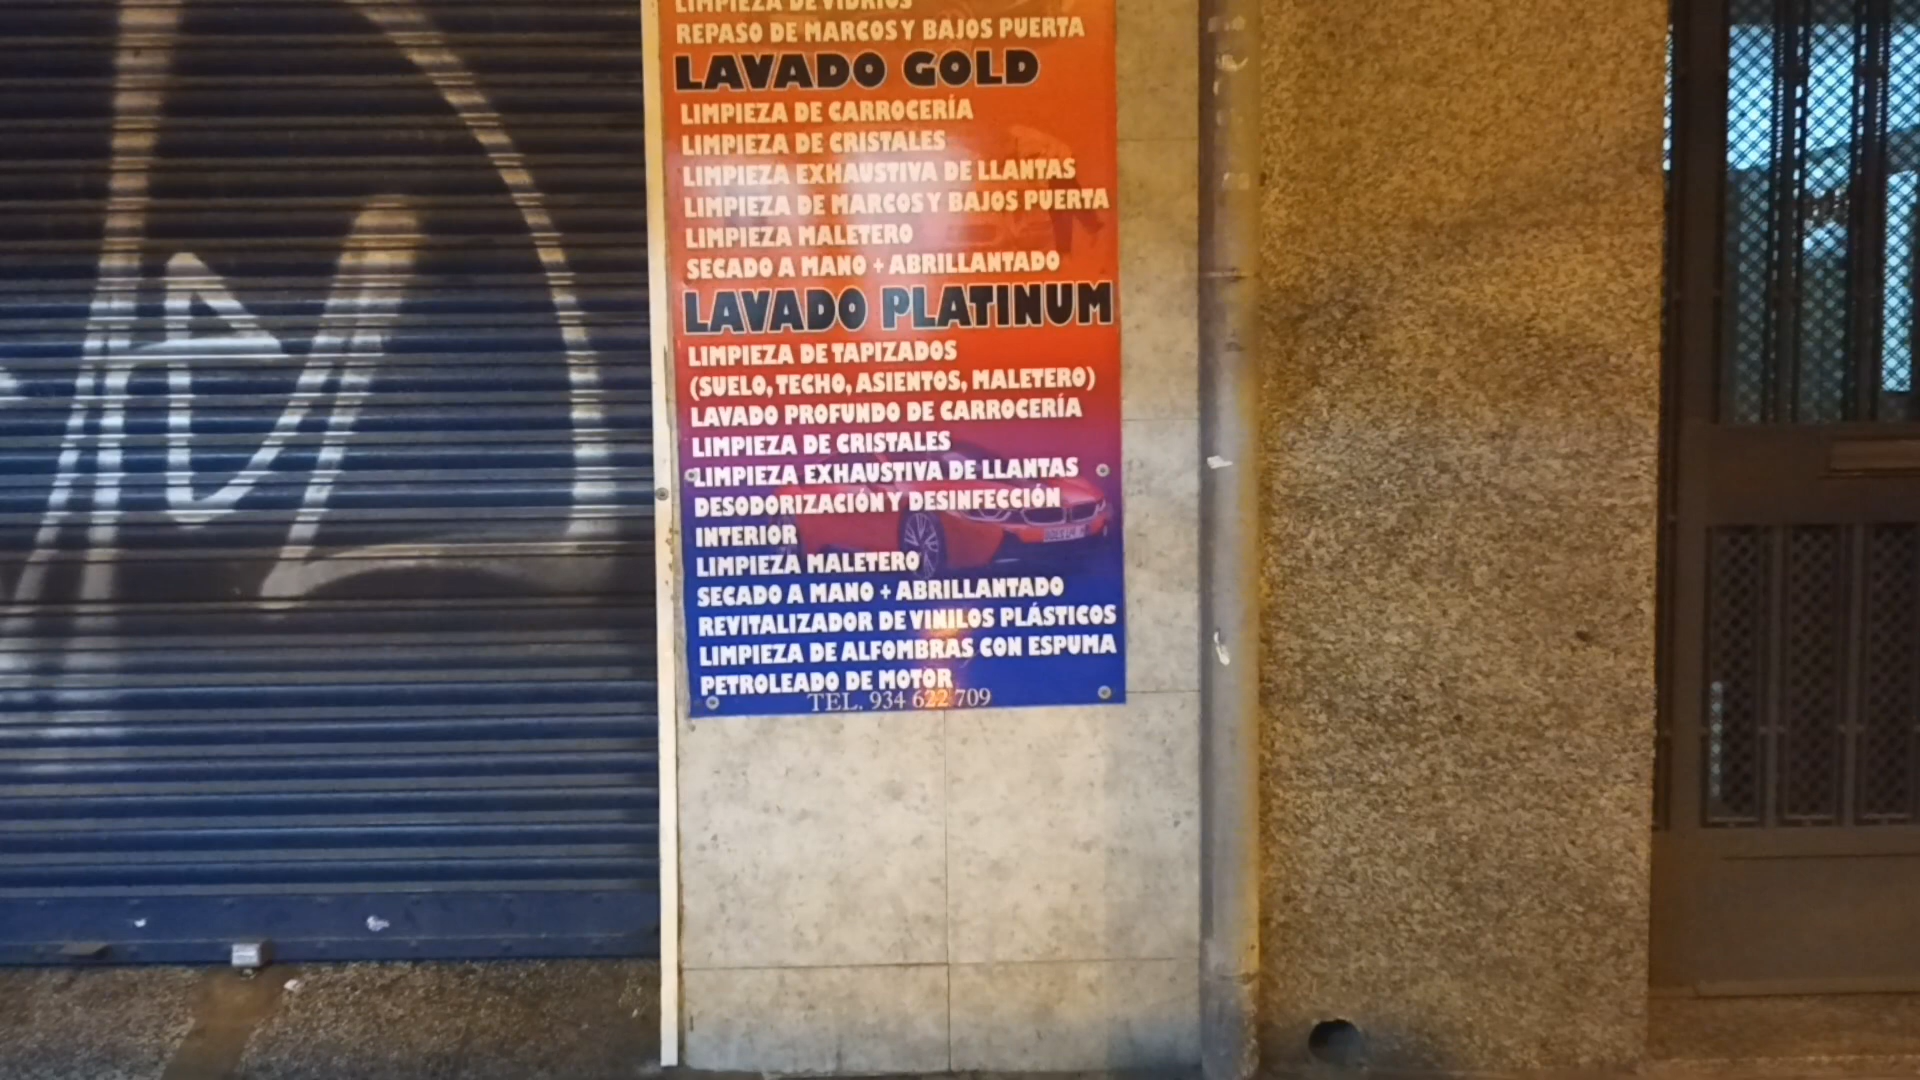 LIMPIEZA DE VIDRIOS
REPASO DE MARCOS Y BAJOS PUERTA
LAVADO GOLD
LIMPIEZA DE CARROCERÍA
LIMPIEZA DE CRISTALES
LIMPIEZA EXHAUSTIVA DE LLANTAS
LIMPIEZA DE MARCOS Y BAJOS PUERTA
LIMPIEZA MALETERO
SECADO A MANO + ABRILLANTADO
LAVADO PLATINUM
LIMPIEZA DE TAPIZADOS
(SUELO, TECHO, ASIENTOS, MALETERO)
LAVADO PROFUNDO DE CARROCERÍA
LIMPIEZA DE CRISTALES
LIMPIEZA EXHAUSTIVA DE LLANTAS
DESODORIZACIÓN Y DESINFECCIÓN
INTERIOR
LIMPIEZA MALETERO
SECADO A MANO + ABRILLANTADO
REVITALIZADOR DE VINILOS PLÁSTICOS
LIMPIEZA DE ALFOMBRAS CON ESPUMA
PETROLEADO DE MOTOR
TEL. 934 622 709